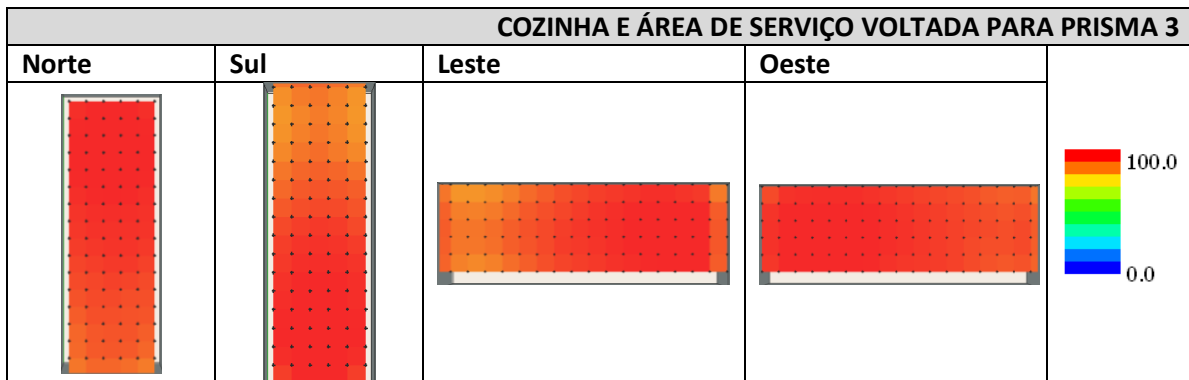 COZINHA E ÁREA DE SERVIÇO VOLTADA PARA PRISMA 3
Norte
Sul
Leste
Oeste
100.0
0.0